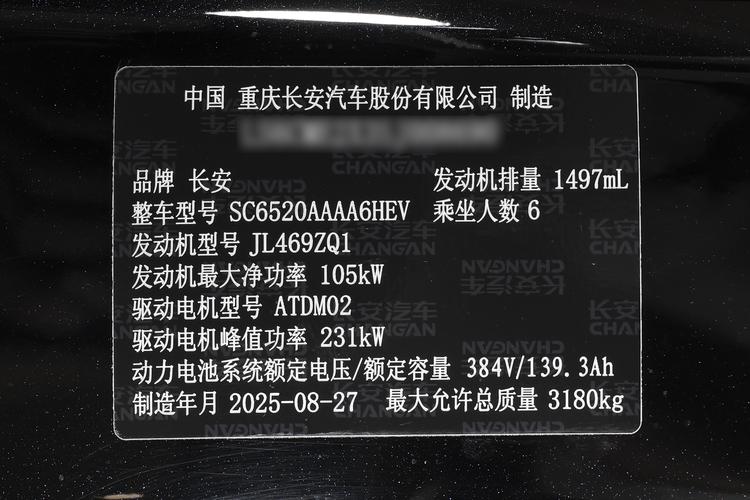 中国 重庆长安汽车股份有限公司 制造
品牌 长安 发动机排量 1497mL
整车型号 SC6520AAAA6HEV 乘坐人数 6
发动机型号 JL469ZQ1
发动机最大净功率 105kW
驱动电机型号 ATDM02
驱动电机峰值功率 231kW
动力电池系统额定电压/额定容量 384V/139.3Ah
制造年月 2025-08-27 最大允许总质量 3180kg
长安汽车
CHANGAN